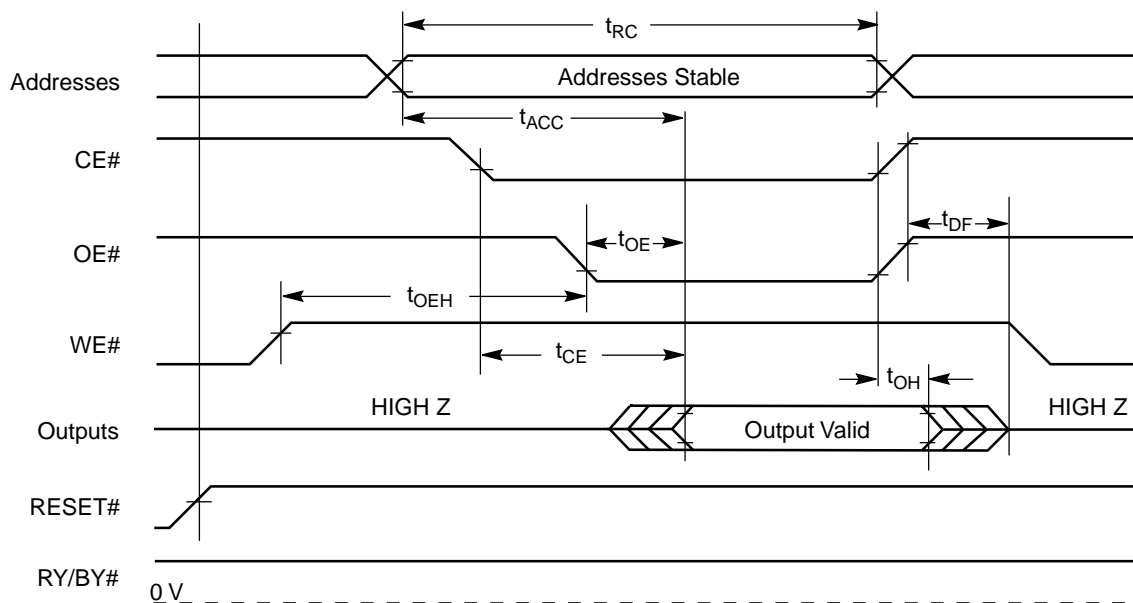 tRC
Addresses
Addresses Stable
tACC
CE#
tDF
OE#
tOE
tOEH
WE#
tCE
tOH
HIGH Z
HIGH Z
Outputs
Output Valid
RESET#
RY/BY#
0 V